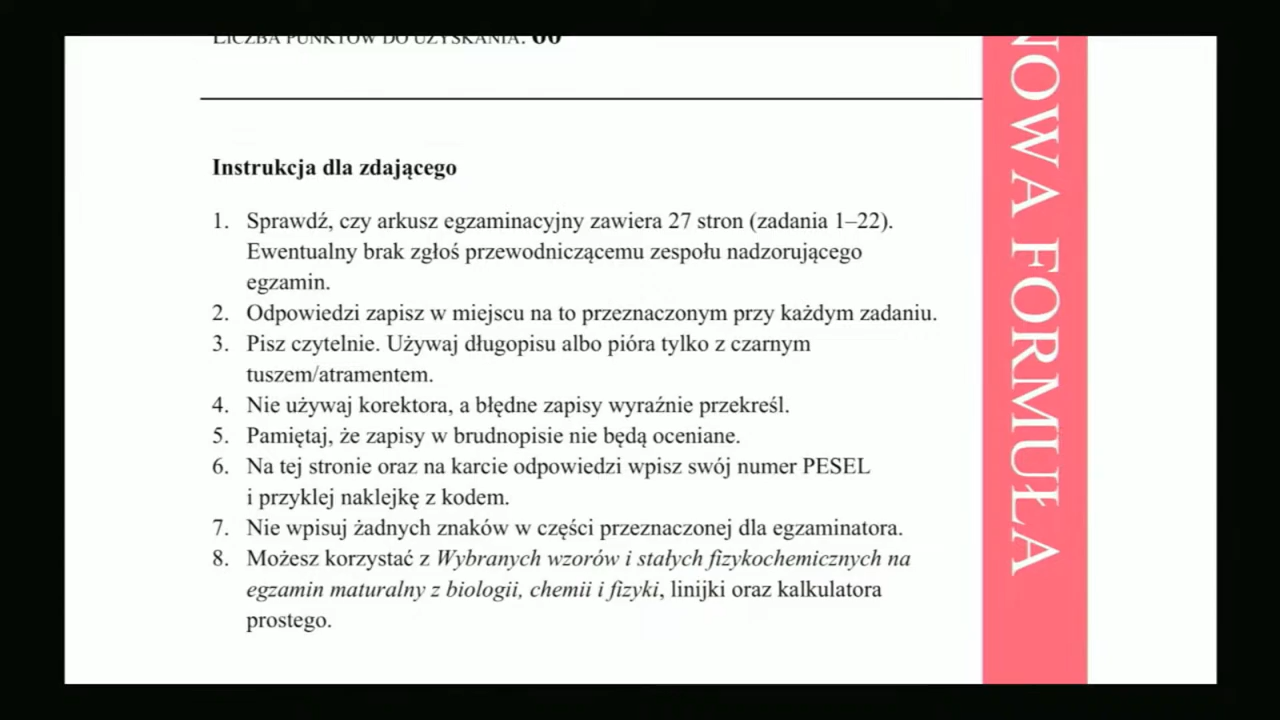 LICZBA PUNKTÓW DO UZYSKANIA: 60
Instrukcja dla zdającego
1. Sprawdź, czy arkusz egzaminacyjny zawiera 27 stron (zadania 1–22).
Ewentualny brak zgłoś przewodniczącemu zespołu nadzorującego
egzamin.
2. Odpowiedzi zapisz w miejscu na to przeznaczonym przy każdym zadaniu.
3. Pisz czytelnie. Używaj długopisu albo pióra tylko z czarnym
tuszem/atramentem.
4. Nie używaj korektora, a błędne zapisy wyraźnie przekreśl.
5. Pamiętaj, że zapisy w brudnopisie nie będą oceniane.
6. Na tej stronie oraz na karcie odpowiedzi wpisz swój numer PESEL
i przyklej naklejkę z kodem.
7. Nie wpisuj żadnych znaków w części przeznaczonej dla egzaminatora.
8. Możesz korzystać z Wybranych wzorów i stałych fizykochemicznych na
egzamin maturalny z biologii, chemii i fizyki, linijki oraz kalkulatora
prostego.
NOWA FORMUŁA